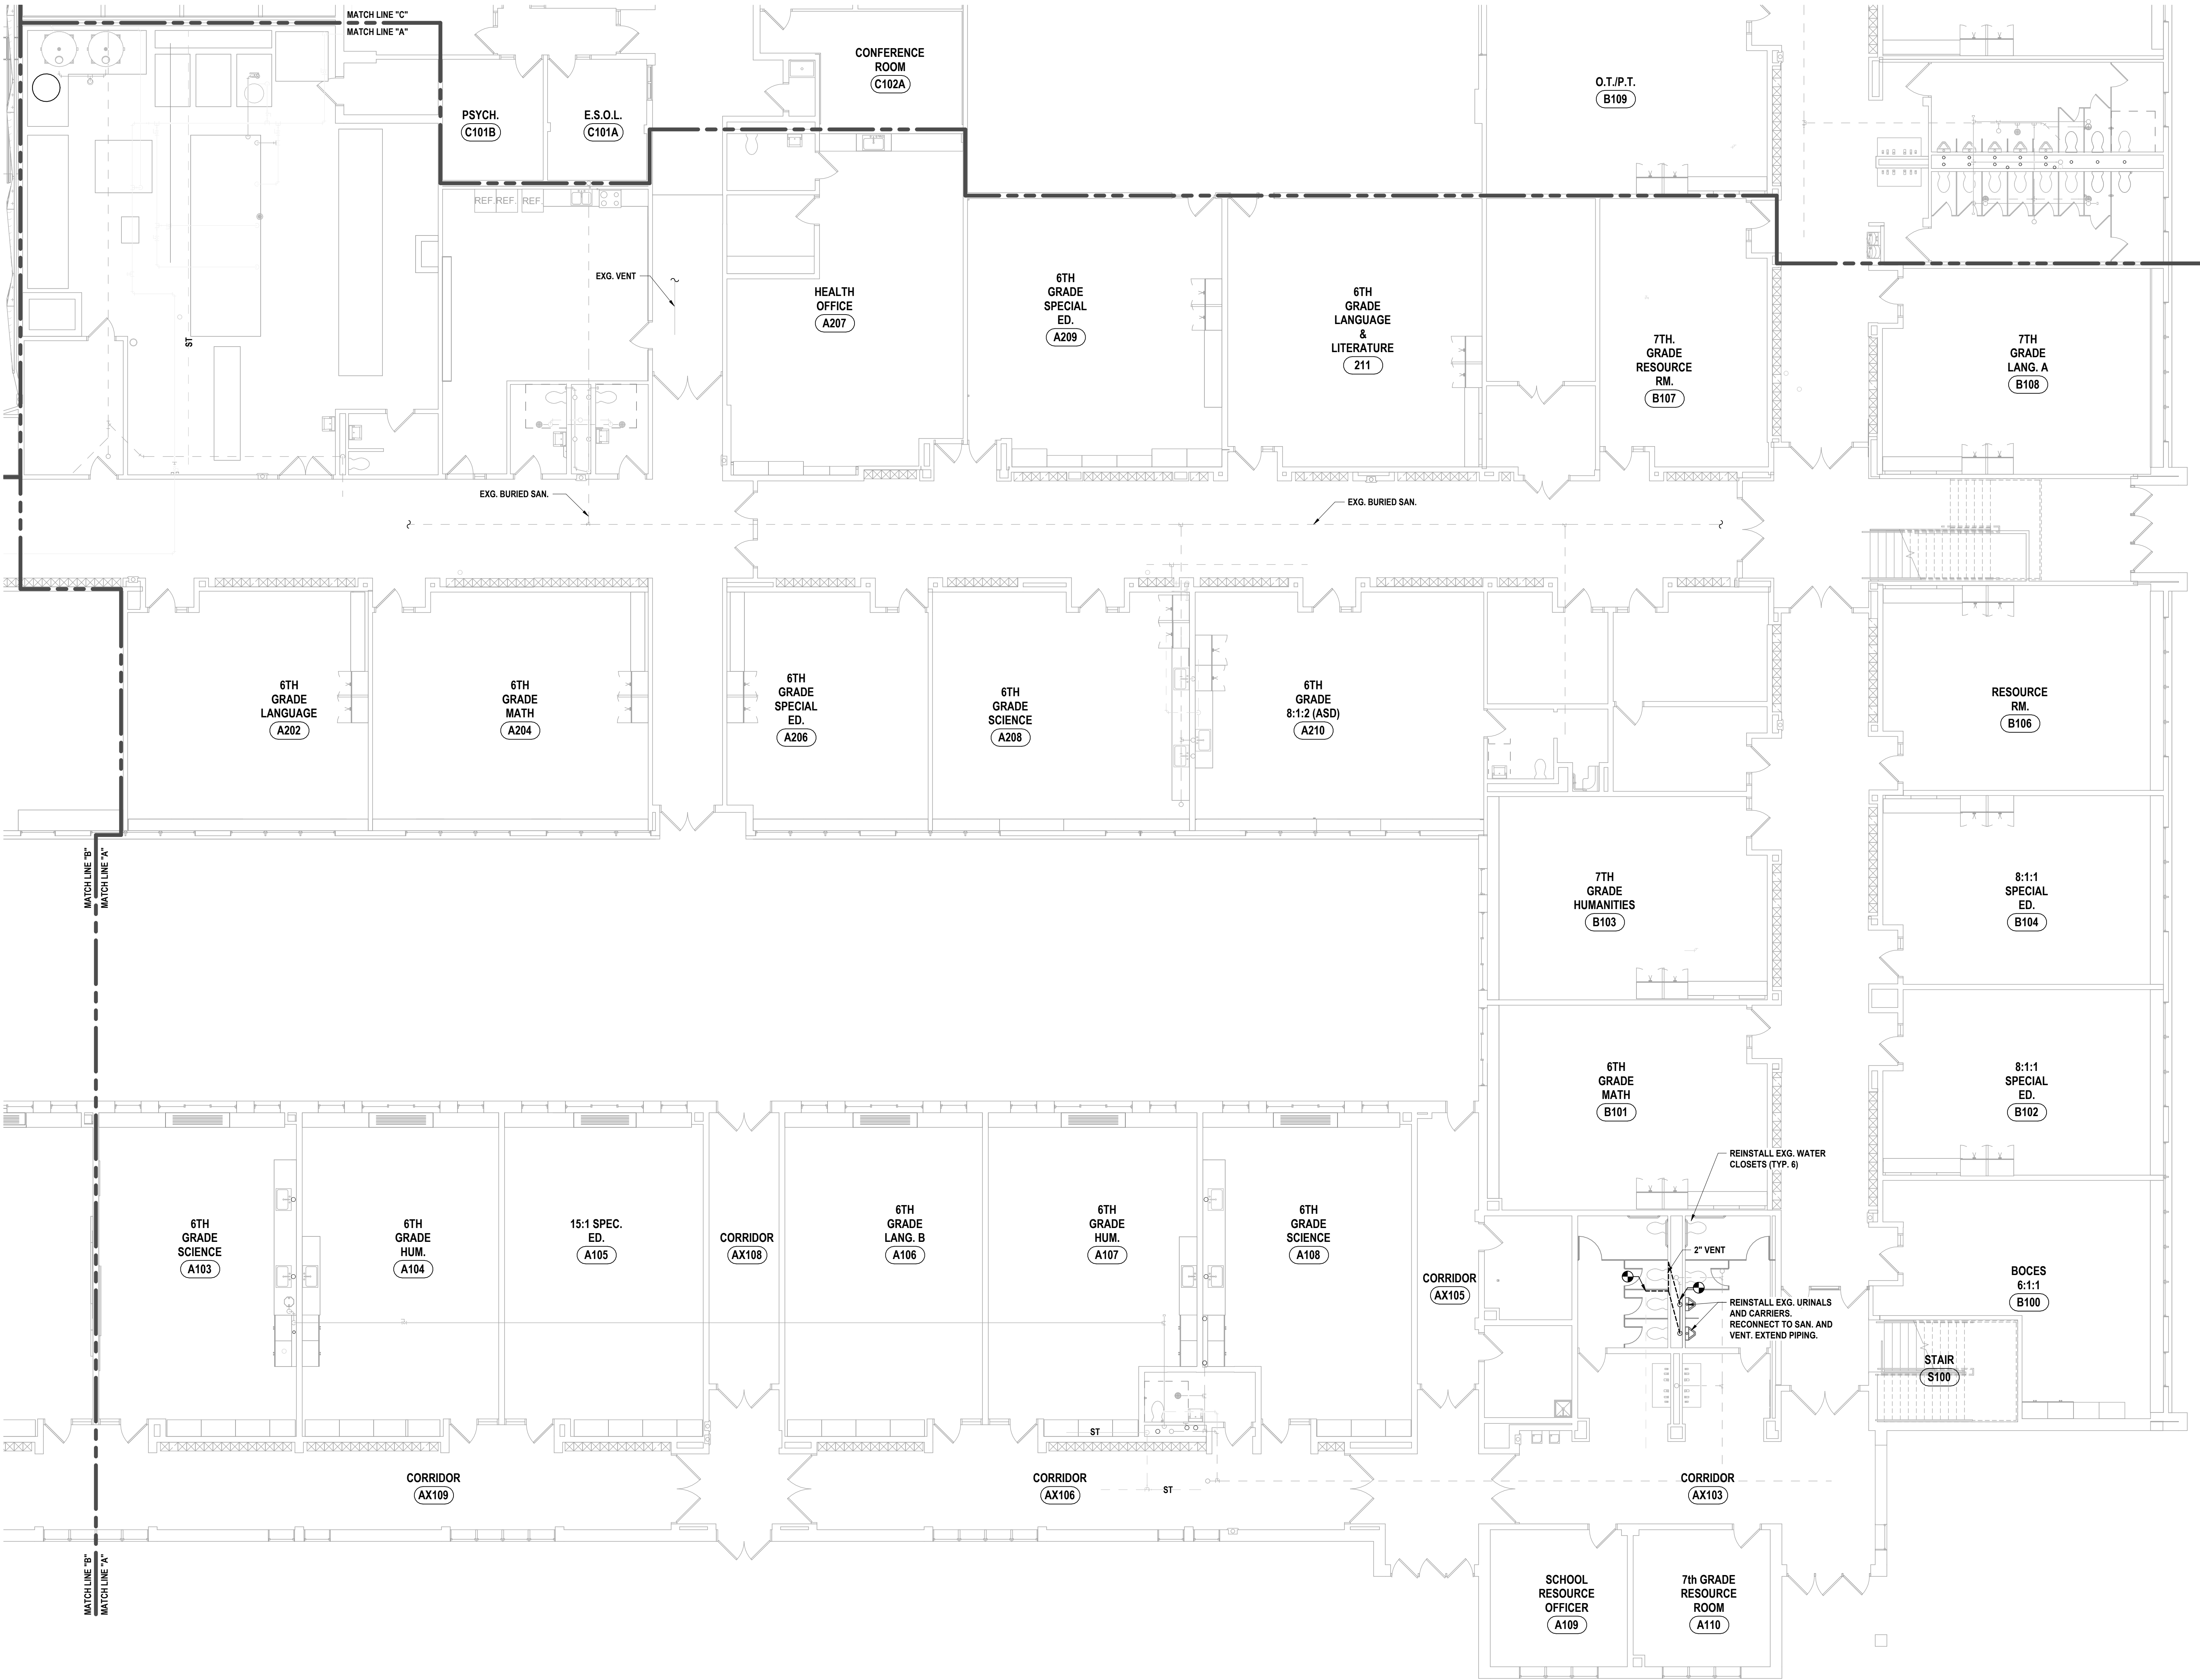 MATCH LINE "C"
MATCH LINE "A"
CONFERENCE
ROOM
C102A
O.T./P.T.
B109
PSYCH.
C101B
E.S.O.L.
C101A
REF.
REF.
REF.
EXG. VENT
HEALTH
OFFICE
A207
6TH
GRADE
SPECIAL
ED.
A209
6TH
GRADE
LANGUAGE
&
LITERATURE
211
7TH.
GRADE
RESOURCE
RM.
B107
7TH
GRADE
LANG. A
B108
ST
EXG. BURIED SAN.
EXG. BURIED SAN.
6TH
GRADE
LANGUAGE
A202
6TH
GRADE
MATH
A204
6TH
GRADE
SPECIAL
ED.
A206
6TH
GRADE
SCIENCE
A208
6TH
GRADE
8:1:2 (ASD)
A210
RESOURCE
RM.
B106
MATCH LINE "B"
MATCH LINE "A"
7TH
GRADE
HUMANITIES
B103
8:1:1
SPECIAL
ED.
B104
6TH
GRADE
MATH
B101
8:1:1
SPECIAL
ED.
B102
REINSTALL EXG. WATER
CLOSETS (TYP. 6)
6TH
GRADE
SCIENCE
A103
6TH
GRADE
HUM.
A104
15:1 SPEC.
ED.
A105
CORRIDOR
AX108
6TH
GRADE
LANG. B
A106
6TH
GRADE
HUM.
A107
6TH
GRADE
SCIENCE
A108
CORRIDOR
AX105
2" VENT
REINSTALL EXG. URINALS
AND CARRIERS.
RECONNECT TO SAN. AND
VENT. EXTEND PIPING.
BOCES
6:1:1
B100
STAIR
S100
ST
CORRIDOR
AX109
CORRIDOR
AX106
ST
CORRIDOR
AX103
MATCH LINE "B"
MATCH LINE "A"
SCHOOL
RESOURCE
OFFICER
A109
7th GRADE
RESOURCE
ROOM
A110